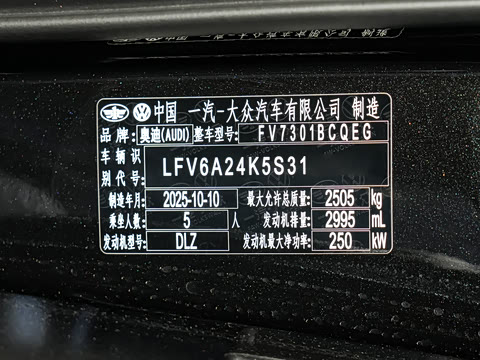 中国 一汽-大众汽车有限公司 制造
品牌: 奥迪(AUDI) 整车型号: FV7301BCQEG
车辆识别代号: LFV6A24K5S31
制造年月: 2025-10-10 最大允许总质量: 2505 kg
乘坐人数: 5 人 发动机排量: 2995 mL
发动机型号: DLZ 发动机最大净功率: 250 kW